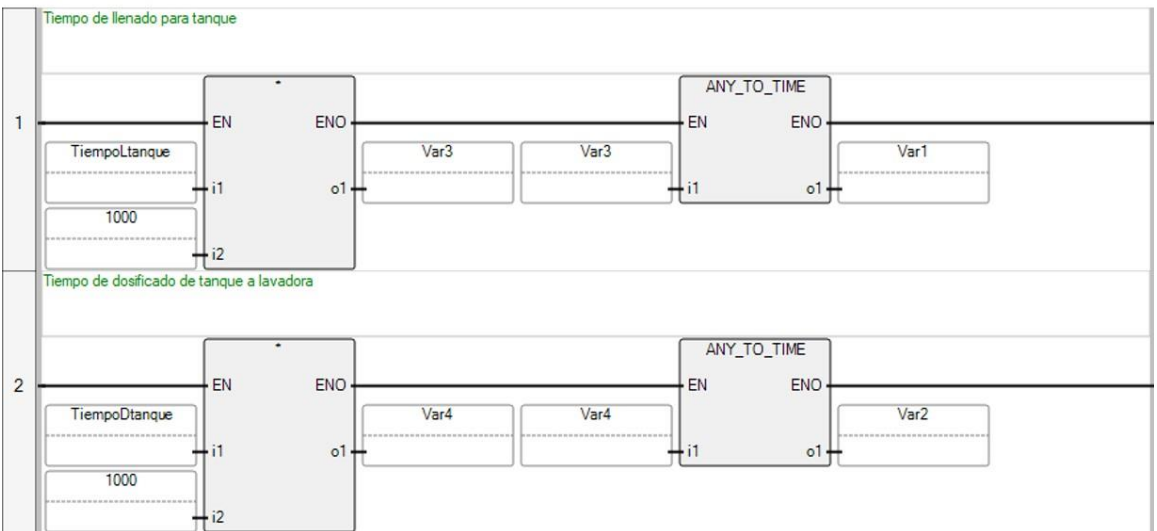 Tiempo de llenado para tanque
*
ANY_TO_TIME
1
EN ENO
EN ENO
TiempoLtanque
Var3
Var3
Var1
i1 o1
i1 o1
1000
i2
Tiempo de dosificado de tanque a lavadora
*
ANY_TO_TIME
2
EN ENO
EN ENO
TiempoDtanque
Var4
Var4
Var2
i1 o1
i1 o1
1000
i2